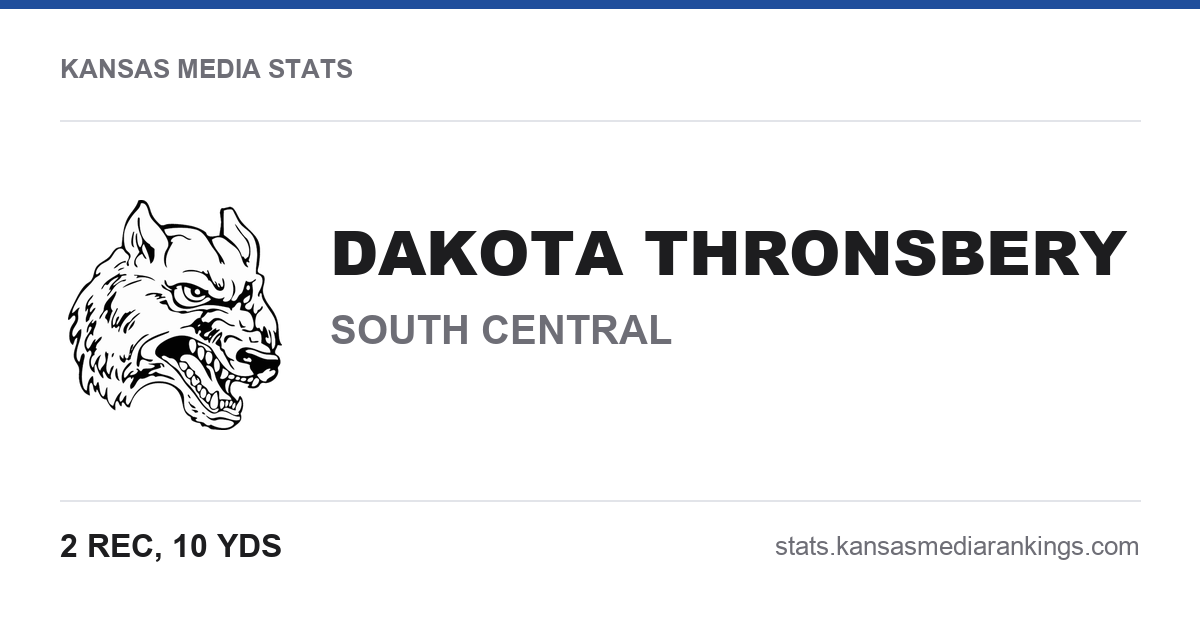 KANSAS MEDIA STATS
DAKOTA THRONSBERY
SOUTH CENTRAL
2 REC, 10 YDS
stats.kansasmediarankings.com